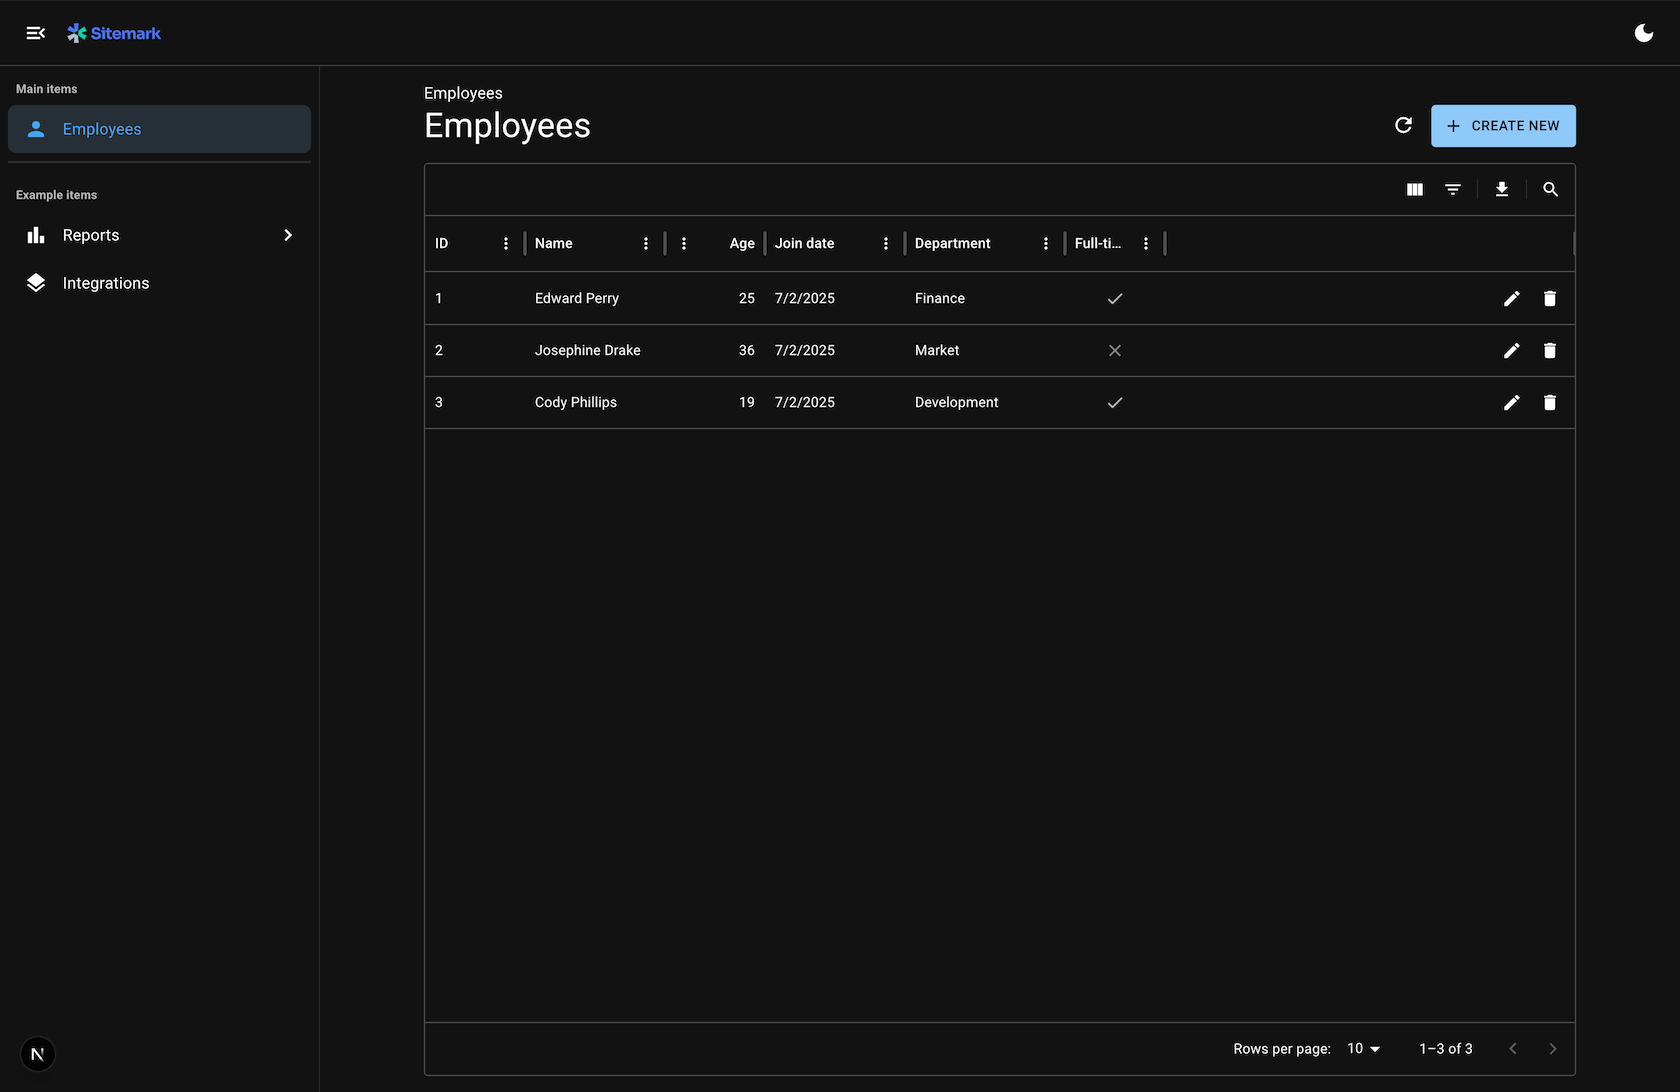 Sitemark
Main items
Employees
Example items
Reports
Integrations
Employees
Employees
CREATE NEW
ID Name Age Join date Department Full-ti...
1 Edward Perry 25 7/2/2025 Finance
2 Josephine Drake 36 7/2/2025 Market
3 Cody Phillips 19 7/2/2025 Development
Rows per page: 10 1–3 of 3
N